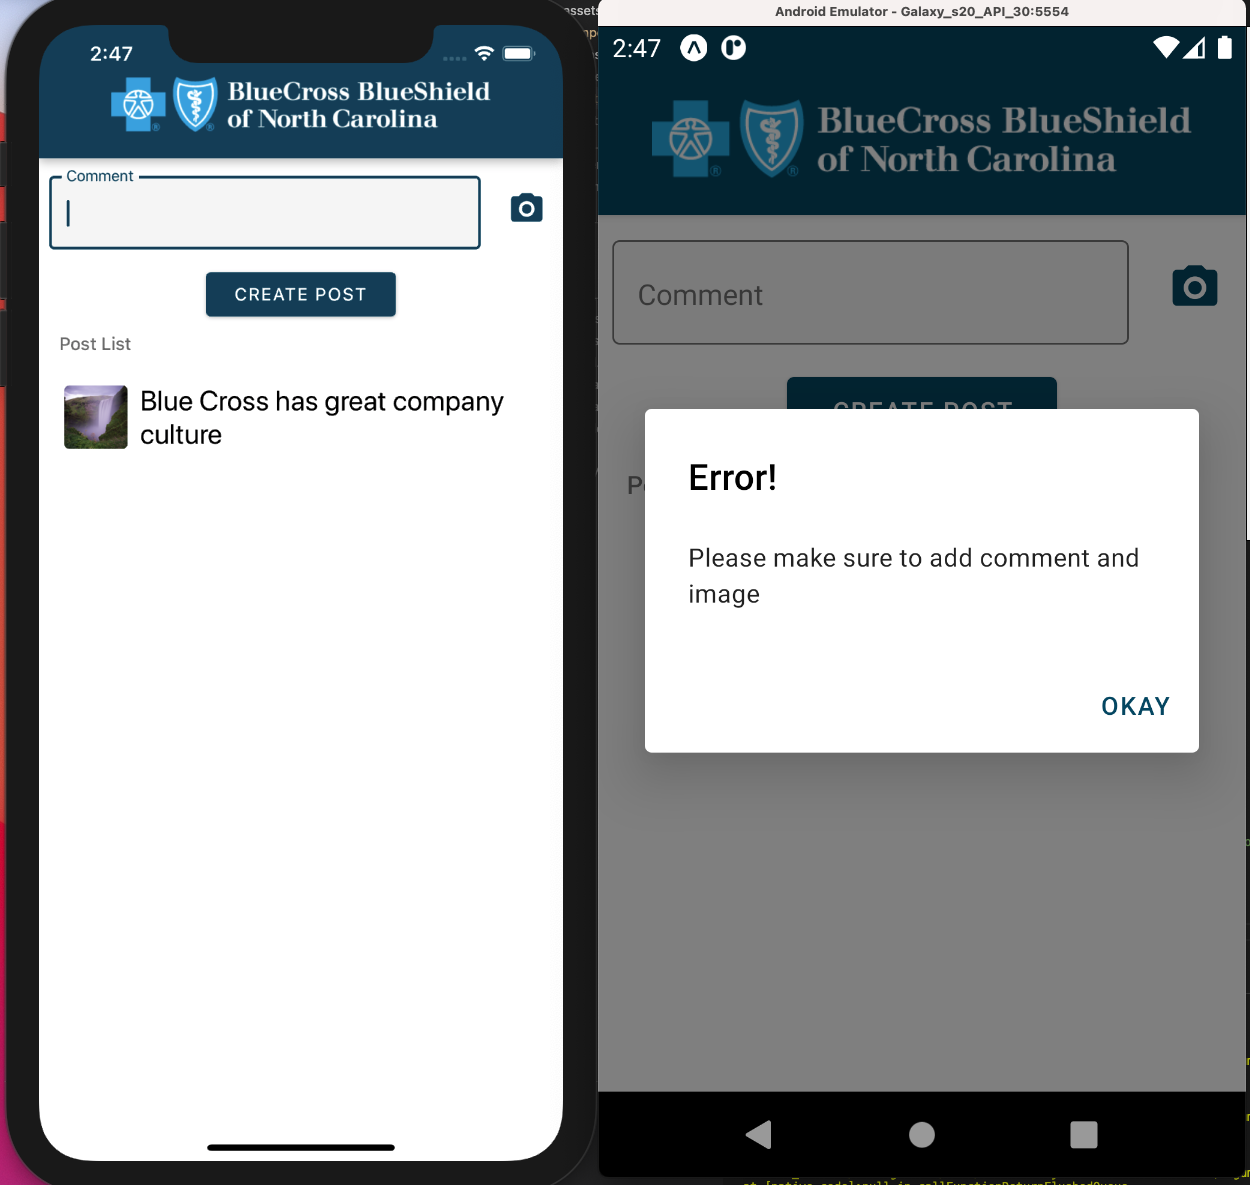 2:47
BlueCross BlueShield
of North Carolina
Comment
CREATE POST
Post List
Blue Cross has great company
culture
Android Emulator - Galaxy_s20_API_30:5554
2:47
BlueCross BlueShield
of North Carolina
Comment
CREATE POST
Error!
Please make sure to add comment and
image
OKAY